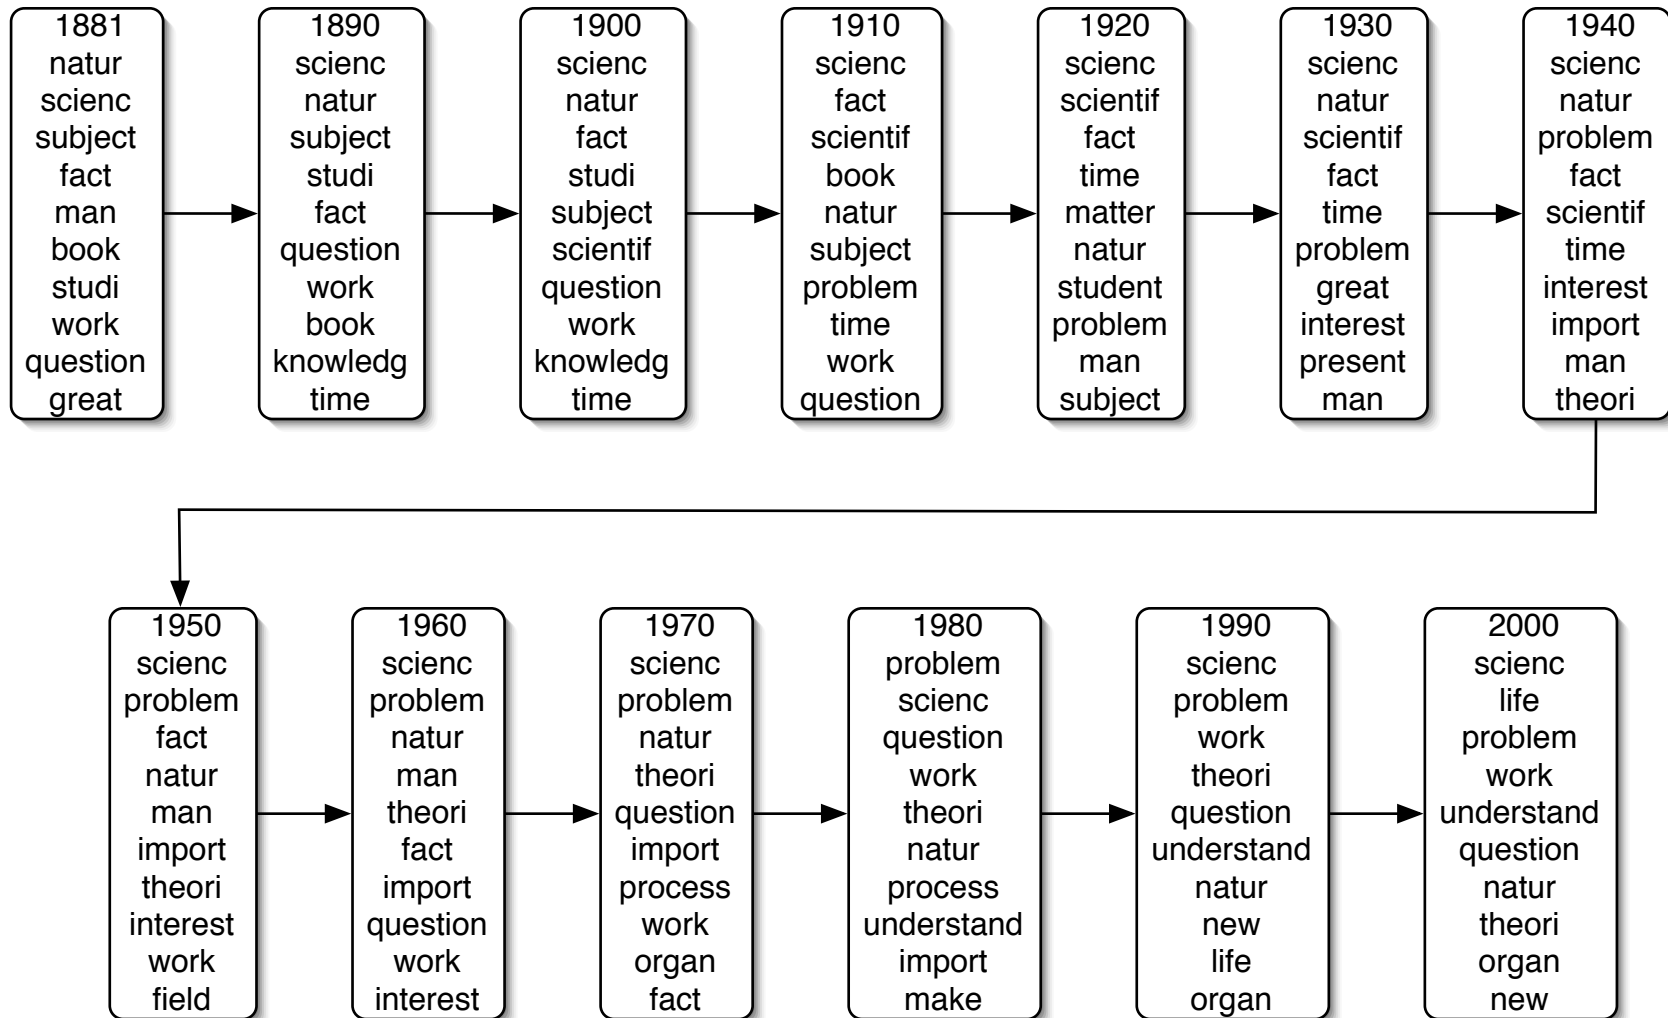 1881
natur
scienc
subject
fact
man
book
studi
work
question
great
1890
scienc
natur
subject
studi
fact
question
work
book
knowledg
time
1900
scienc
natur
fact
studi
subject
scientif
question
work
knowledg
time
1910
scienc
fact
scientif
book
natur
subject
problem
time
work
question
1920
scienc
scientif
fact
time
matter
natur
student
problem
man
subject
1930
scienc
natur
scientif
fact
time
problem
great
interest
present
man
1940
scienc
natur
problem
fact
scientif
time
interest
import
man
theori
1950
scienc
problem
fact
natur
man
import
theori
interest
work
field
1960
scienc
problem
natur
man
theori
fact
import
question
work
interest
1970
scienc
problem
natur
theori
question
import
process
work
organ
fact
1980
problem
scienc
question
work
theori
natur
process
understand
import
make
1990
scienc
problem
work
theori
question
understand
natur
new
life
organ
2000
scienc
life
problem
work
understand
question
natur
theori
organ
new